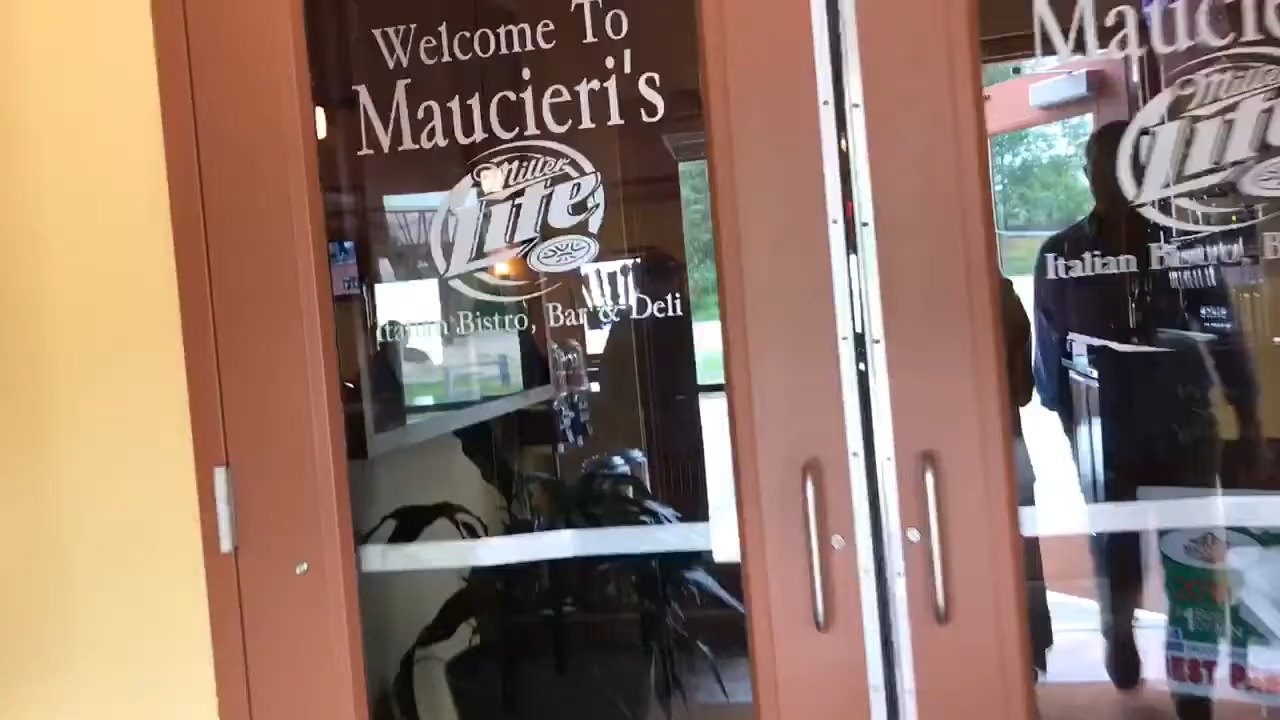 Welcome To
Maucieri's
Miller
Lite
Italian Bistro, Bar & Deli
Maucie
Miller
Lite
Italian Bistro, B